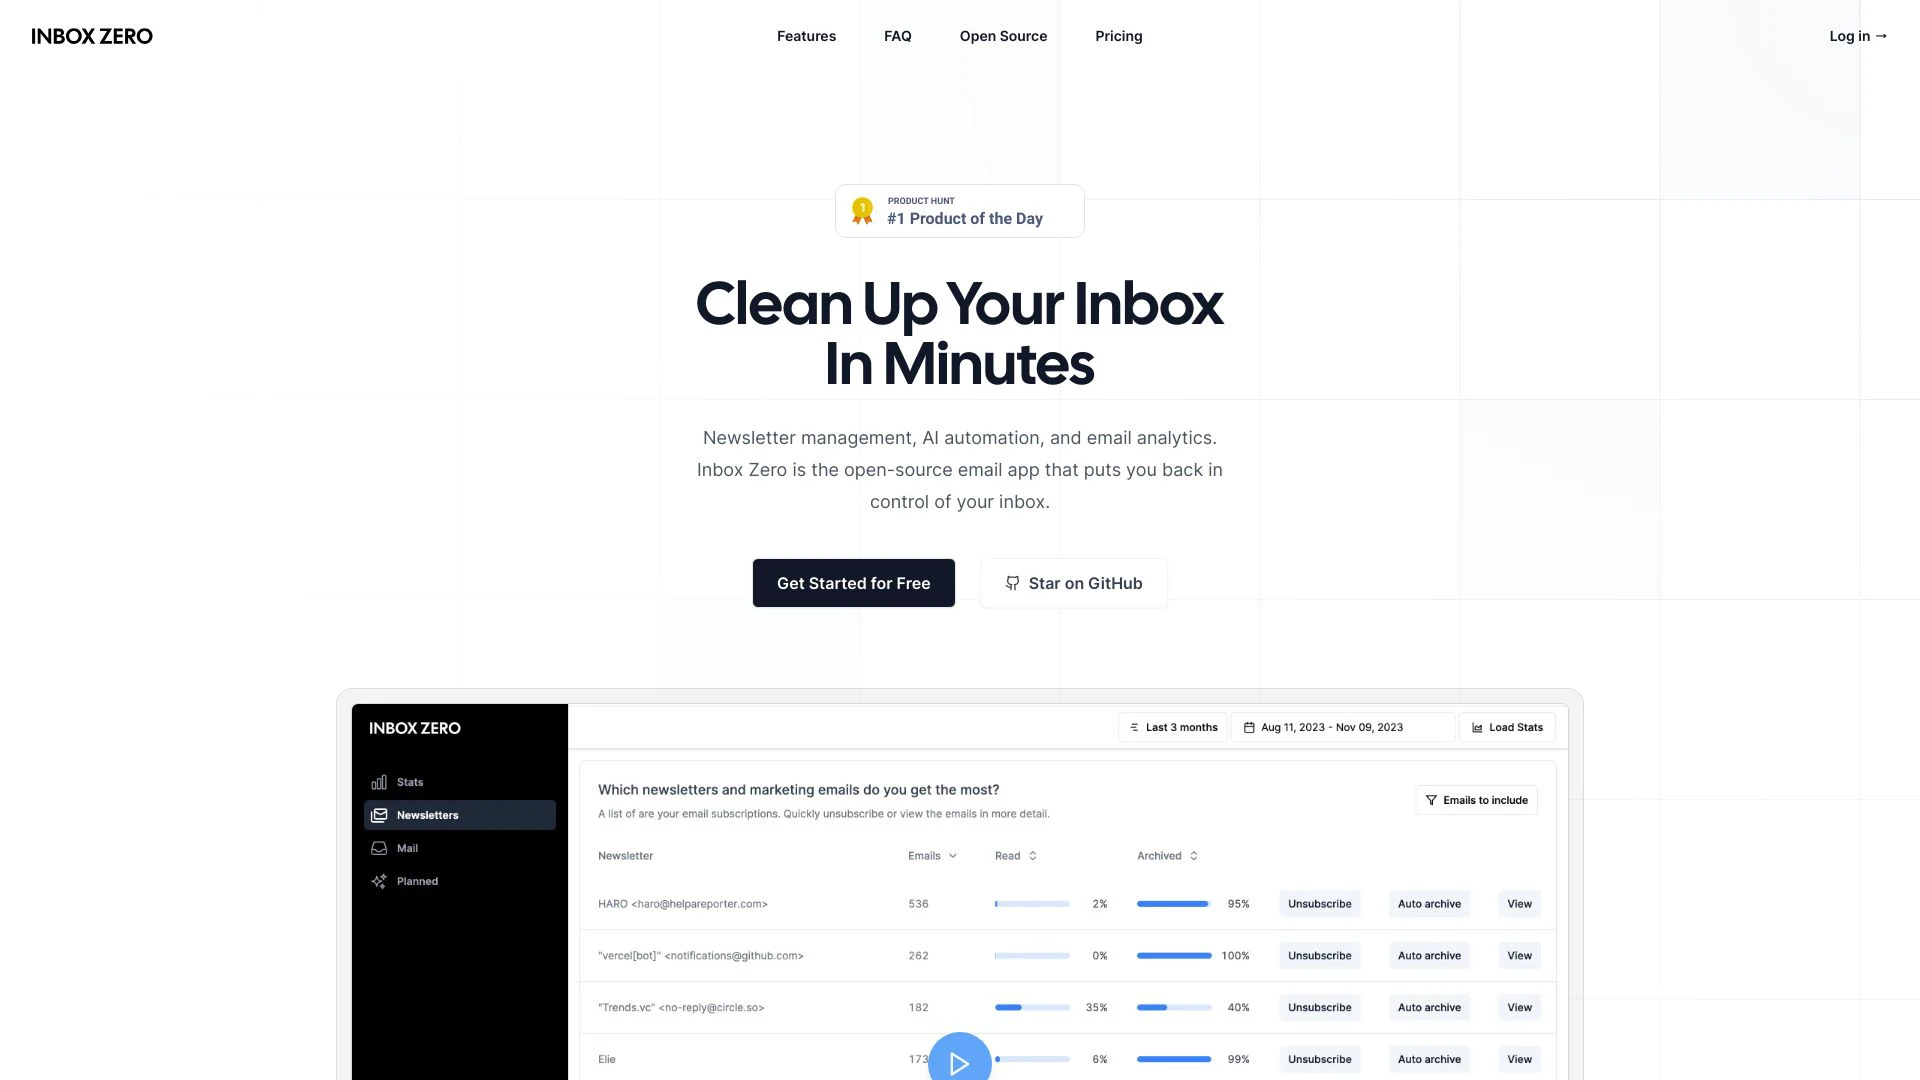 INBOX ZERO
Features FAQ Open Source Pricing
Log in →
1
PRODUCT HUNT
#1 Product of the Day
Clean Up Your Inbox
In Minutes
Newsletter management, AI automation, and email analytics.
Inbox Zero is the open-source email app that puts you back in
control of your inbox.
Get Started for Free
Star on GitHub
INBOX ZERO
Last 3 months
Aug 11, 2023 - Nov 09, 2023
Load Stats
Stats
Newsletters
Mail
Planned
Which newsletters and marketing emails do you get the most?
A list of are your email subscriptions. Quickly unsubscribe or view the emails in more detail.
Emails to include
Newsletter Emails Read Archived
HARO <haro@helpareporter.com> 536 2% 95% Unsubscribe Auto archive View
"vercel[bot]" <notifications@github.com> 262 0% 100% Unsubscribe Auto archive View
"Trends.vc" <no-reply@circle.so> 182 35% 40% Unsubscribe Auto archive View
Elie 173 6% 99% Unsubscribe Auto archive View